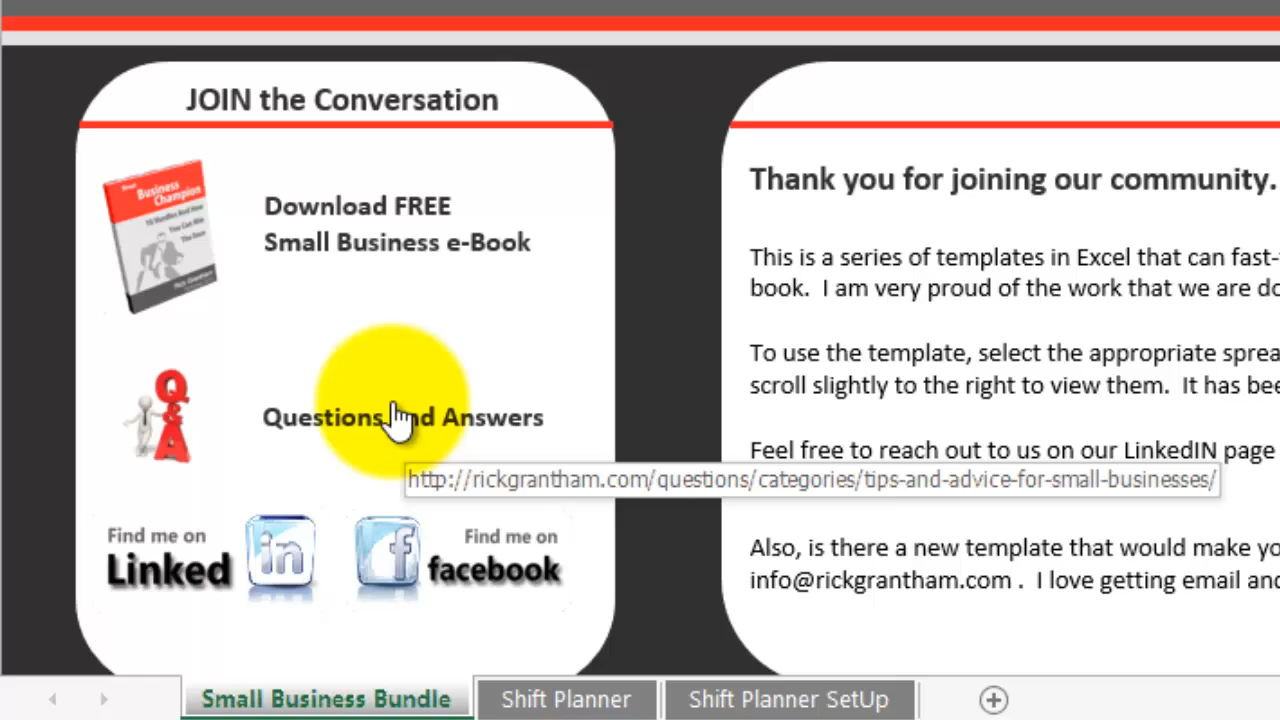 JOIN the Conversation
Business
Champion
Download FREE
Small Business e-Book
Q&A
Questions and Answers
http://rickgrantham.com/questions/categories/tips-and-advice-for-small-businesses/
Find me on
Linked in
f
Find me on
facebook
Thank you for joining our community.
This is a series of templates in Excel that can fast-
book. I am very proud of the work that we are do
To use the template, select the appropriate sprea
scroll slightly to the right to view them. It has bee
Feel free to reach out to us on our LinkedIN page
Also, is there a new template that would make yo
info@rickgrantham.com . I love getting email and
Small Business Bundle
Shift Planner
Shift Planner SetUp